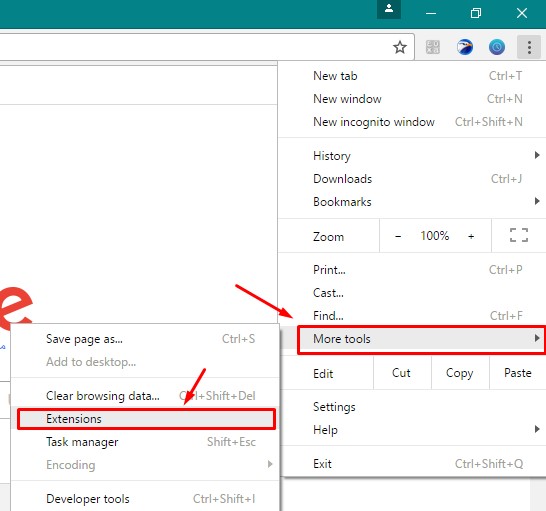 New tab Ctrl+T
New window Ctrl+N
New incognito window Ctrl+Shift+N
History
Downloads Ctrl+J
Bookmarks
Zoom − 100% +
Print... Ctrl+P
Cast...
Find... Ctrl+F
More tools
Edit Cut Copy Paste
Settings
Help
Exit Ctrl+Shift+Q
e
Save page as... Ctrl+S
Add to desktop...
Clear browsing data... Ctrl+Shift+Del
Extensions
Task manager Shift+Esc
Encoding
Developer tools Ctrl+Shift+I